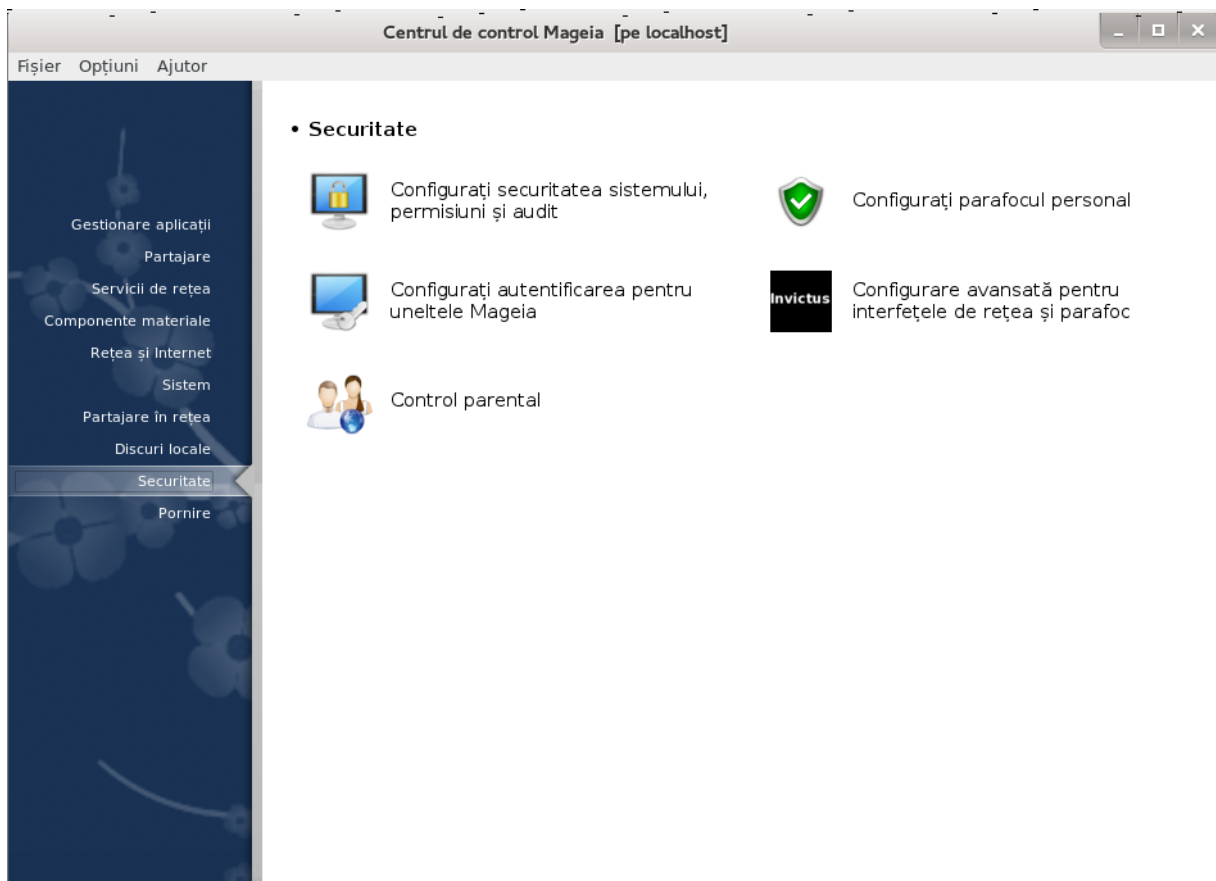 Centrul de control Mageia [pe localhost]
Fișier Opțiuni Ajutor
Gestionare aplicații
Partajare
Servicii de rețea
Componente materiale
Rețea și Internet
Sistem
Partajare în rețea
Discuri locale
Securitate
Pornire
• Securitate
Configurați securitatea sistemului,
permisiuni și audit
Configurați parafocul personal
Configurați autentificarea pentru
uneltele Mageia
Invictus
Configurare avansată pentru
interfețele de rețea și parafoc
Control parental